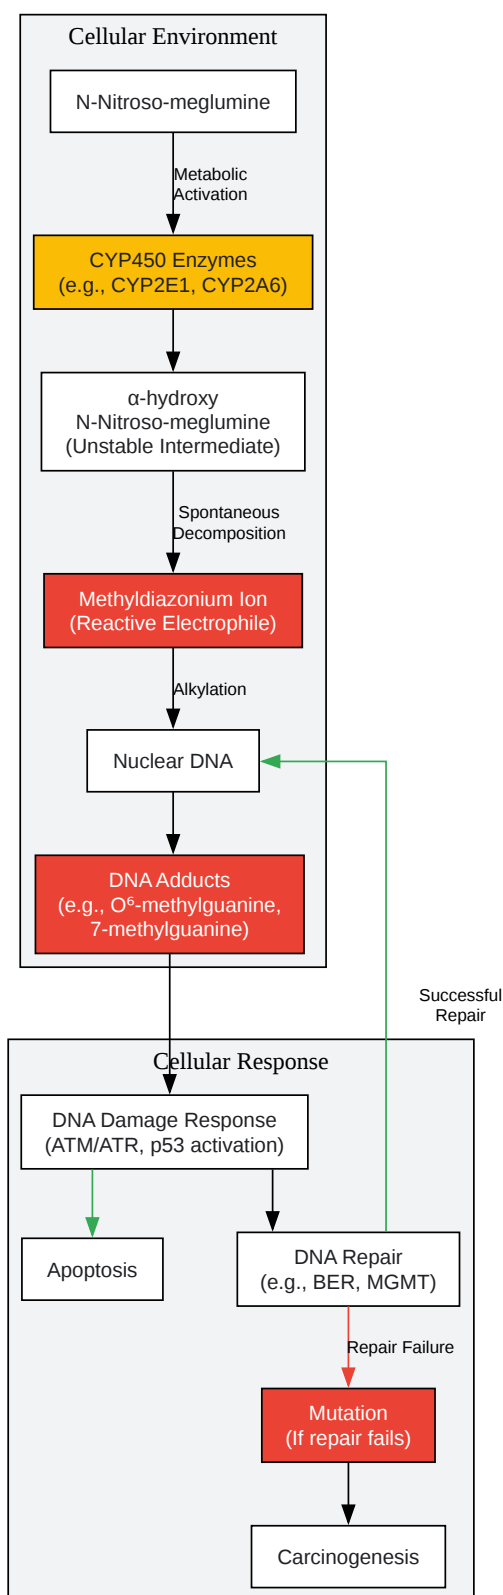 Cellular Environment
N-Nitroso-meglumine
Metabolic
Activation
CYP450 Enzymes
(e.g., CYP2E1, CYP2A6)
α-hydroxy
N-Nitroso-meglumine
(Unstable Intermediate)
Spontaneous
Decomposition
Methyldiazonium Ion
(Reactive Electrophile)
Alkylation
Nuclear DNA
DNA Adducts
(e.g., O⁶-methylguanine,
7-methylguanine)
Successful
Repair
Cellular Response
DNA Damage Response
(ATM/ATR, p53 activation)
Apoptosis
DNA Repair
(e.g., BER, MGMT)
Repair Failure
Mutation
(If repair fails)
Carcinogenesis